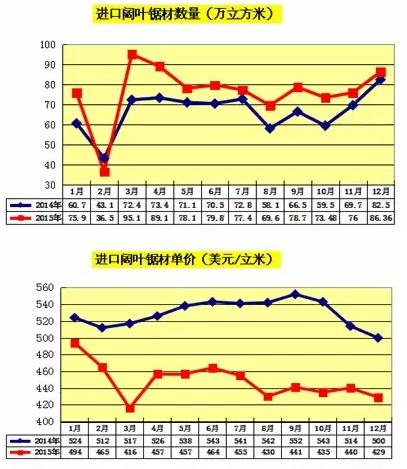 进口阔叶锯材数量（万立方米）
100
90
80
70
60
50
40
30
1月 2月 3月 4月 5月 6月 7月 8月 9月 10月 11月 12月
2014年 60.7 43.1 72.4 73.4 71.1 70.5 72.8 58.1 66.5 59.5 69.7 82.5
2015年 75.9 36.5 95.1 89.1 78.1 79.8 77.4 69.6 78.7 73.48 76 86.36
进口阔叶锯材单价（美元/立米）
560
540
520
500
480
460
440
420
400
1月 2月 3月 4月 5月 6月 7月 8月 9月 10月 11月 12月
2014年 524 512 517 526 538 543 541 542 552 543 514 500
2015年 494 465 416 457 457 464 455 430 441 435 440 429